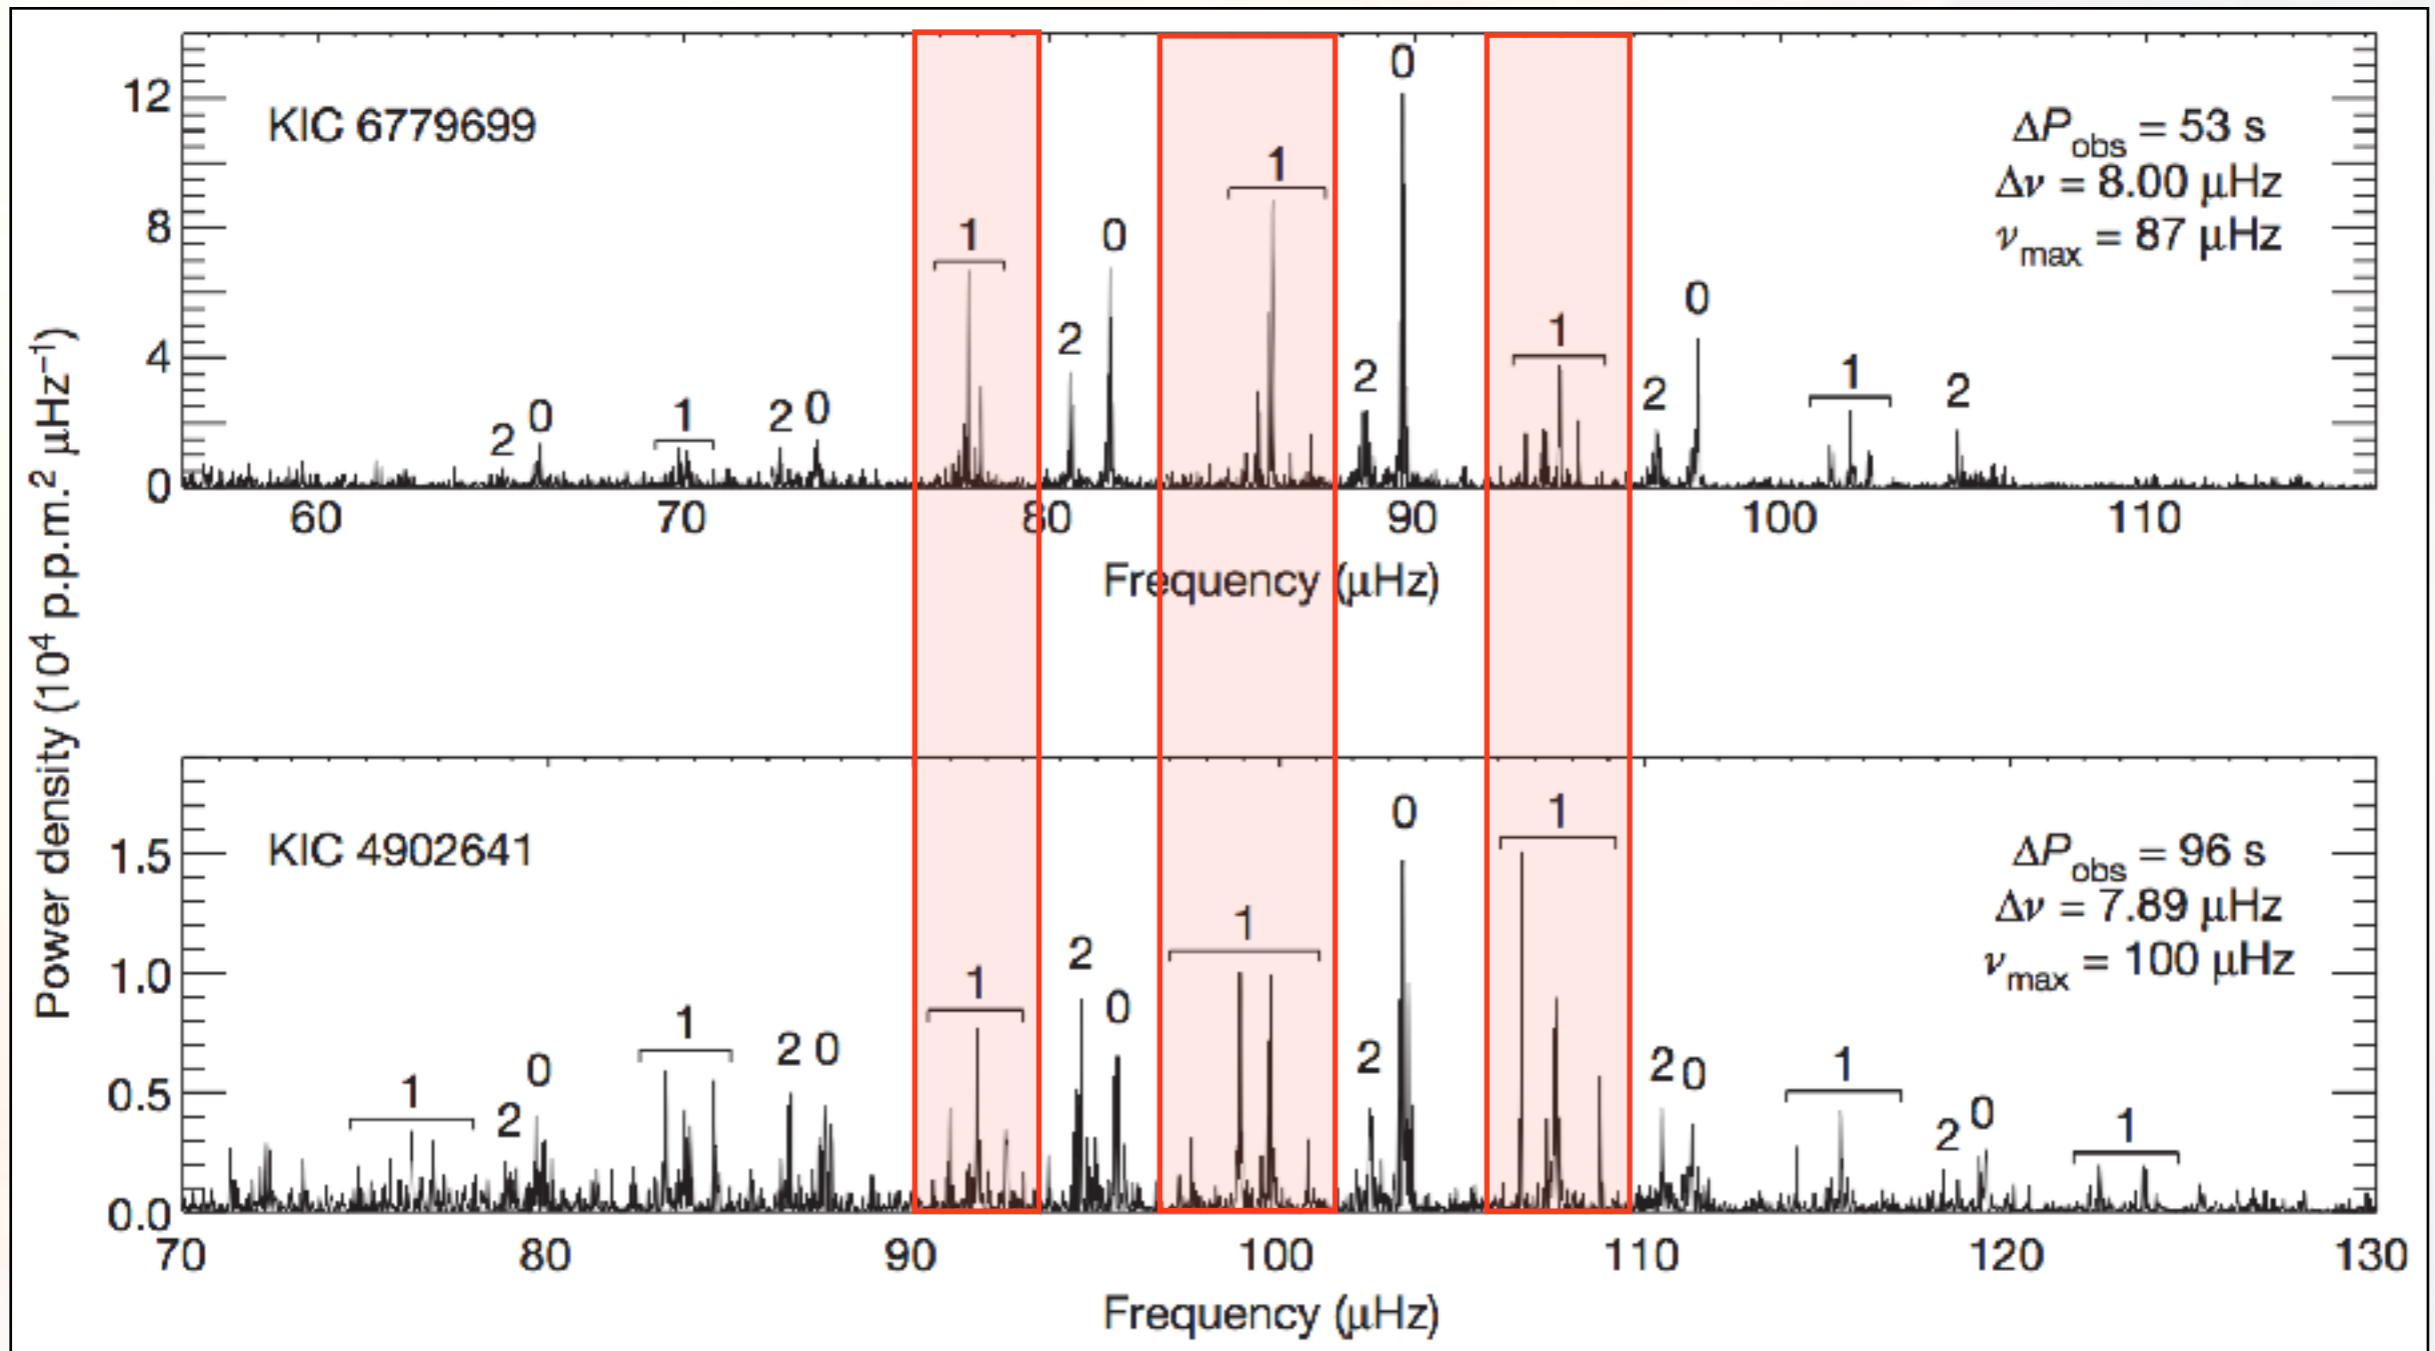 Power density (10⁴ p.p.m.² μHz⁻¹)
KIC 6779699
ΔP_obs = 53 s
Δν = 8.00 μHz
ν_max = 87 μHz
12
8
4
0
2 0 1 2 0 1 2 0 1 2 0 1 2 0 1 2
60 70 80 90 100 110
Frequency (μHz)
KIC 4902641
ΔP_obs = 96 s
Δν = 7.89 μHz
ν_max = 100 μHz
1.5
1.0
0.5
0.0
1 2 0 1 2 0 1 2 0 1 2 0 1 2 0 1 2 0 1
70 80 90 100 110 120 130
Frequency (μHz)